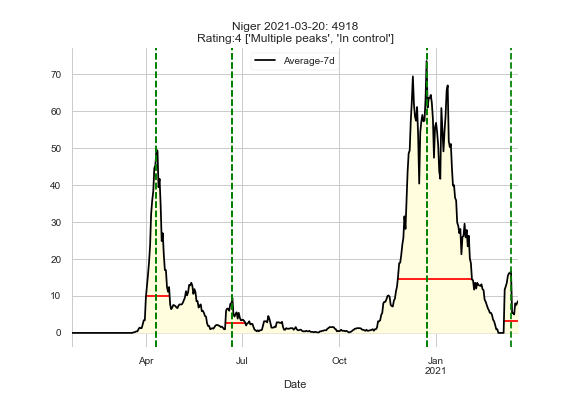 Niger 2021-03-20: 4918
Rating:4 ['Multiple peaks', 'In control']
Average-7d
70
60
50
40
30
20
10
0
Apr
Jul
Oct
Jan
2021
Date